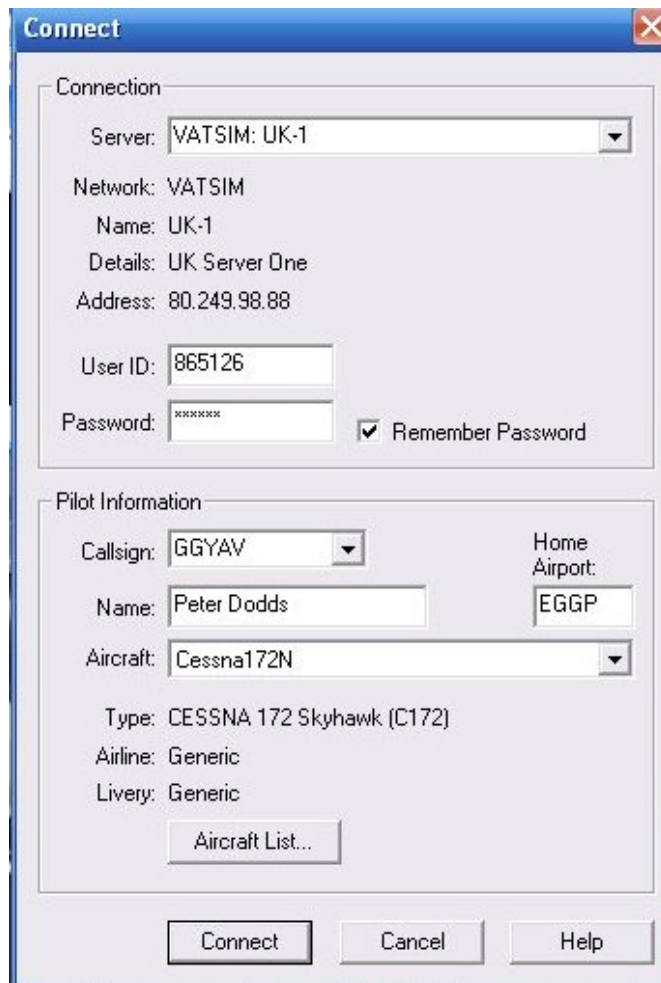 Connect
Connection
Server: VATSIM: UK-1
Network: VATSIM
Name: UK-1
Details: UK Server One
Address: 80.249.98.88
User ID: 865126
Password: ******
Remember Password
Pilot Information
Callsign: GGYAV
Home
Airport:
Name: Peter Dodds
EGGP
Aircraft: Cessna172N
Type: CESSNA 172 Skyhawk (C172)
Airline: Generic
Livery: Generic
Aircraft List...
Connect Cancel Help